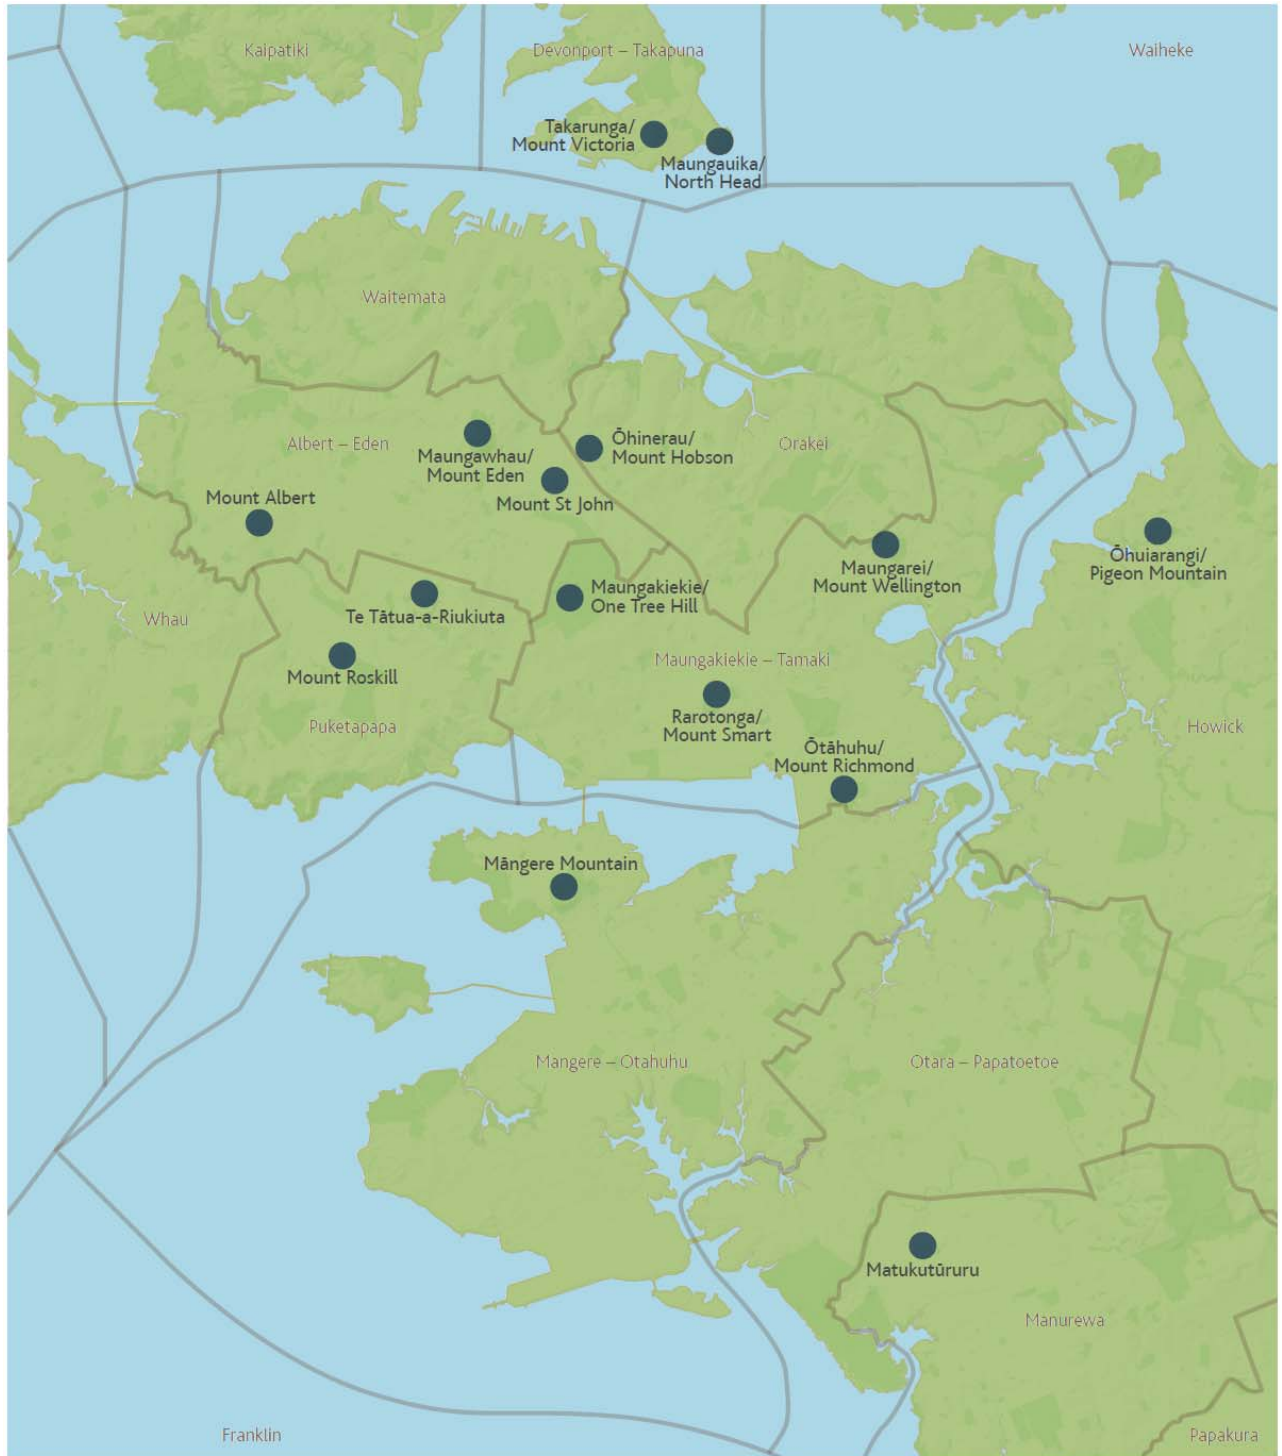 Kaipatiki
Devonport – Takapuna
Waiheke
Takarunga/
Mount Victoria
Maungauika/
North Head
Waitemata
Albert – Eden
Maungawhau/
Mount Eden
Ōhinerau/
Mount Hobson
Orakei
Mount St John
Mount Albert
Maungarei/
Mount Wellington
Ōhuiarangi/
Pigeon Mountain
Maungakiekie/
One Tree Hill
Te Tātua-a-Riukiuta
Whau
Mount Roskill
Maungakiekie – Tamaki
Rarotonga/
Mount Smart
Puketapapa
Howick
Ōtāhuhu/
Mount Richmond
Māngere Mountain
Mangere – Otahuhu
Otara – Papatoetoe
Matukutūruru
Manurewa
Franklin
Papakura